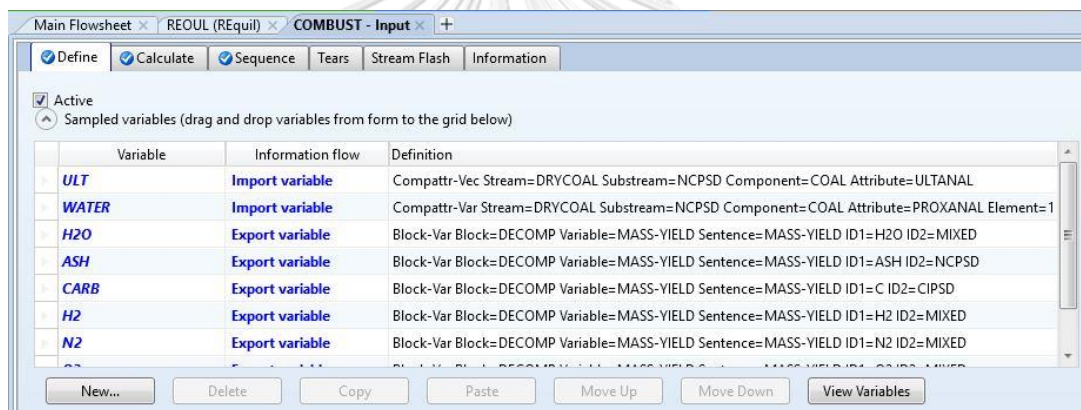 Main Flowsheet × REOUL (REquil) × COMBUST - Input × +
Define Calculate Sequence Tears Stream Flash Information
Active
Sampled variables (drag and drop variables from form to the grid below)
Variable Information flow Definition
ULT Import variable Compattr-Vec Stream=DRYCOAL Substream=NCPSD Component=COAL Attribute=ULTANAL
WATER Import variable Compattr-Var Stream=DRYCOAL Substream=NCPSD Component=COAL Attribute=PROXANAL Element=1
H2O Export variable Block-Var Block=DECOMP Variable=MASS-YIELD Sentence=MASS-YIELD ID1=H2O ID2=MIXED
ASH Export variable Block-Var Block=DECOMP Variable=MASS-YIELD Sentence=MASS-YIELD ID1=ASH ID2=NCPSD
CARB Export variable Block-Var Block=DECOMP Variable=MASS-YIELD Sentence=MASS-YIELD ID1=C ID2=CIPSD
H2 Export variable Block-Var Block=DECOMP Variable=MASS-YIELD Sentence=MASS-YIELD ID1=H2 ID2=MIXED
N2 Export variable Block-Var Block=DECOMP Variable=MASS-YIELD Sentence=MASS-YIELD ID1=N2 ID2=MIXED
New... Delete Copy Paste Move Up Move Down View Variables